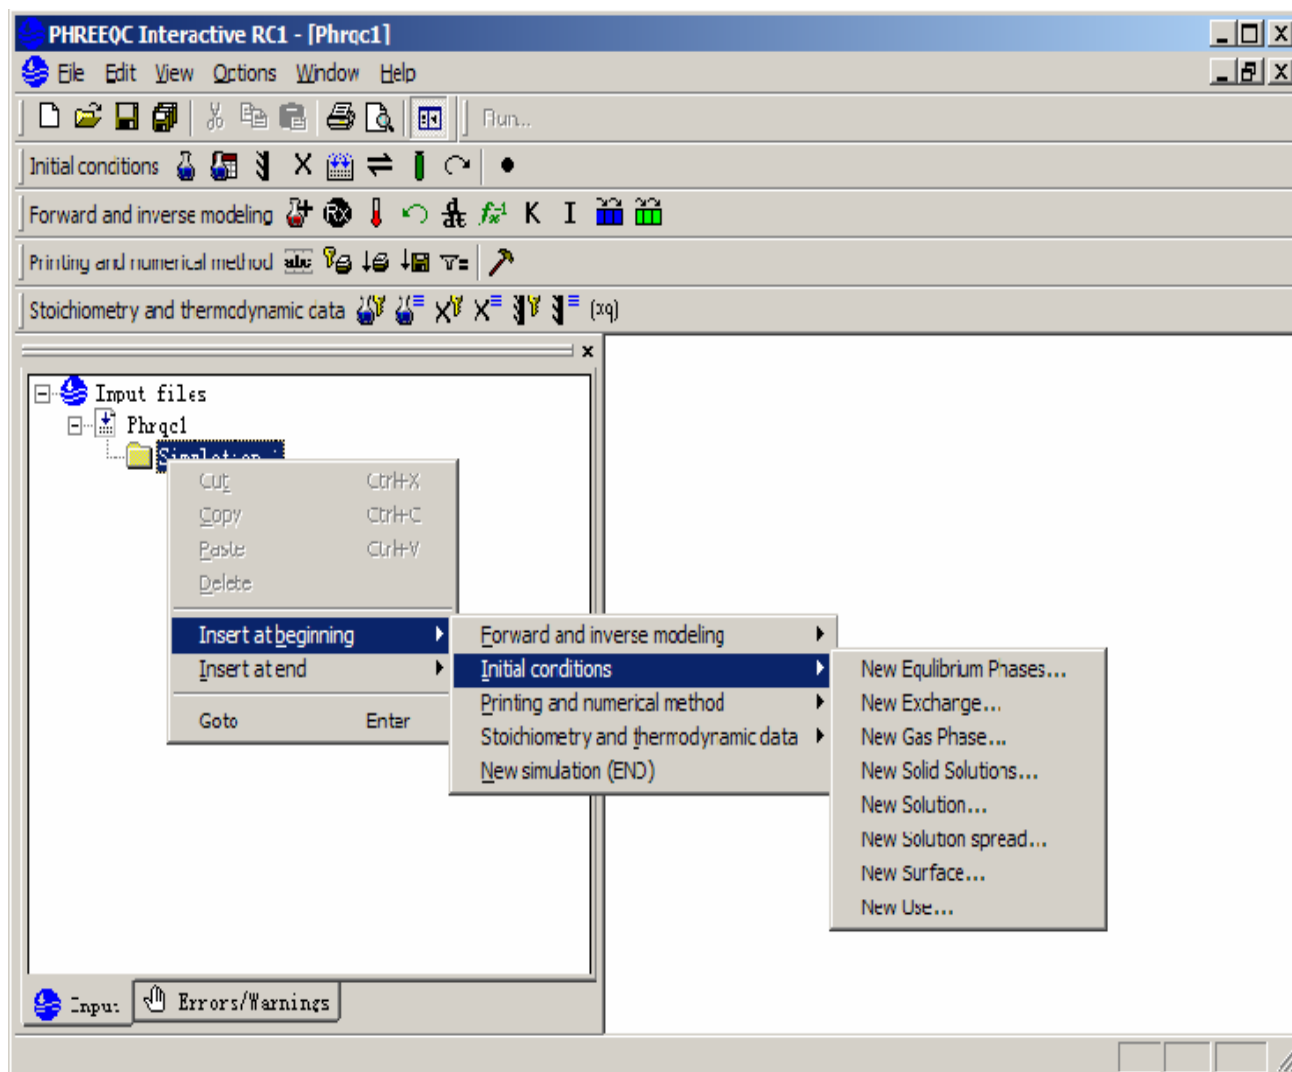 PHREEQC Interactive RC1 - [Phrqc1]
File Edit View Options Window Help
Run...
Initial conditions
Forward and inverse modeling Rx K I
Printing and numerical method abc
Stoichiometry and thermodynamic data (xq)
Input files
Phrqc1
Cut Ctrl+X
Copy Ctrl+C
Paste Ctrl+V
Delete
Insert at beginning
Insert at end
Goto Enter
Forward and inverse modeling
Initial conditions
Printing and numerical method
Stoichiometry and thermodynamic data
New simulation (END)
New Equlibrium Phases...
New Exchange...
New Gas Phase...
New Solid Solutions...
New Solution...
New Solution spread...
New Surface...
New Use...
Input Errors/Warnings